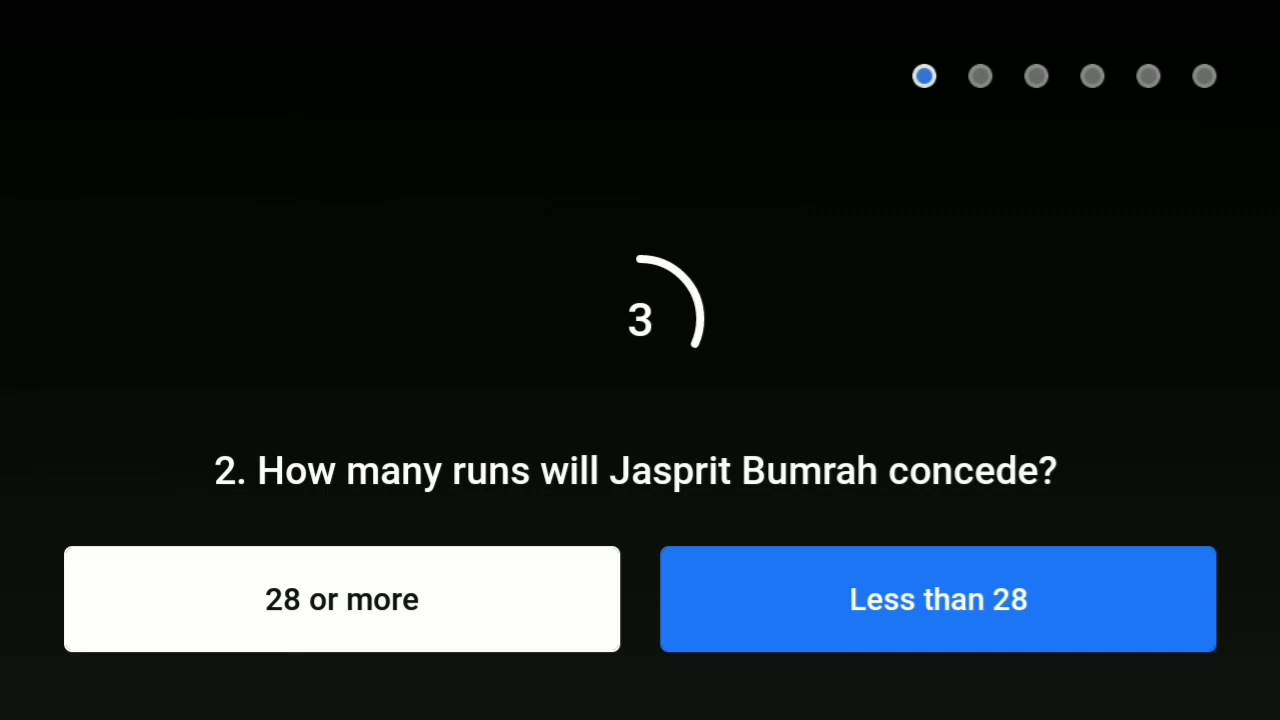 3
2. How many runs will Jasprit Bumrah concede?
28 or more
Less than 28